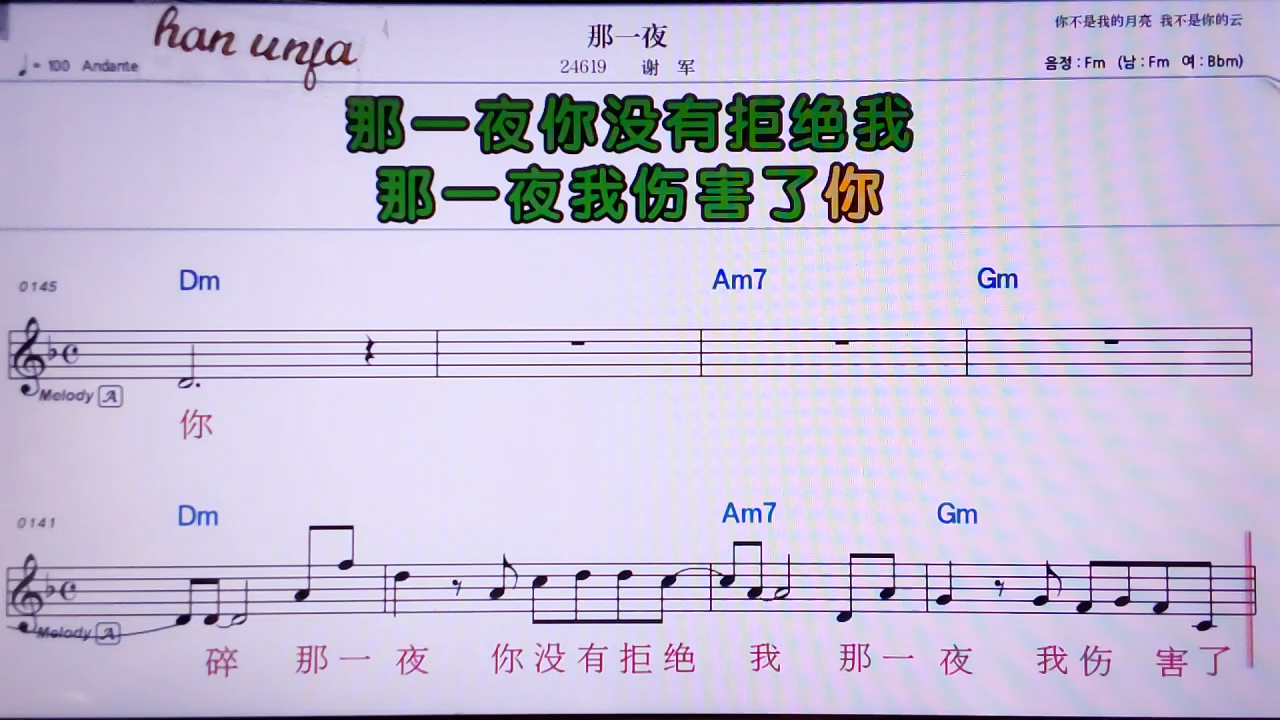 han unfa
那一夜
你不是我的月亮 我不是你的云
♩= 100 Andante
24619 谢 军
음정 : Fm (남 : Fm 여 : Bbm)
那一夜你没有拒绝我
那一夜我伤害了你
0145 Dm Am7 Gm
Melody A
你
0141 Dm Am7 Gm
Melody A
碎 那一夜 你没有拒绝 我 那一夜 我伤 害了